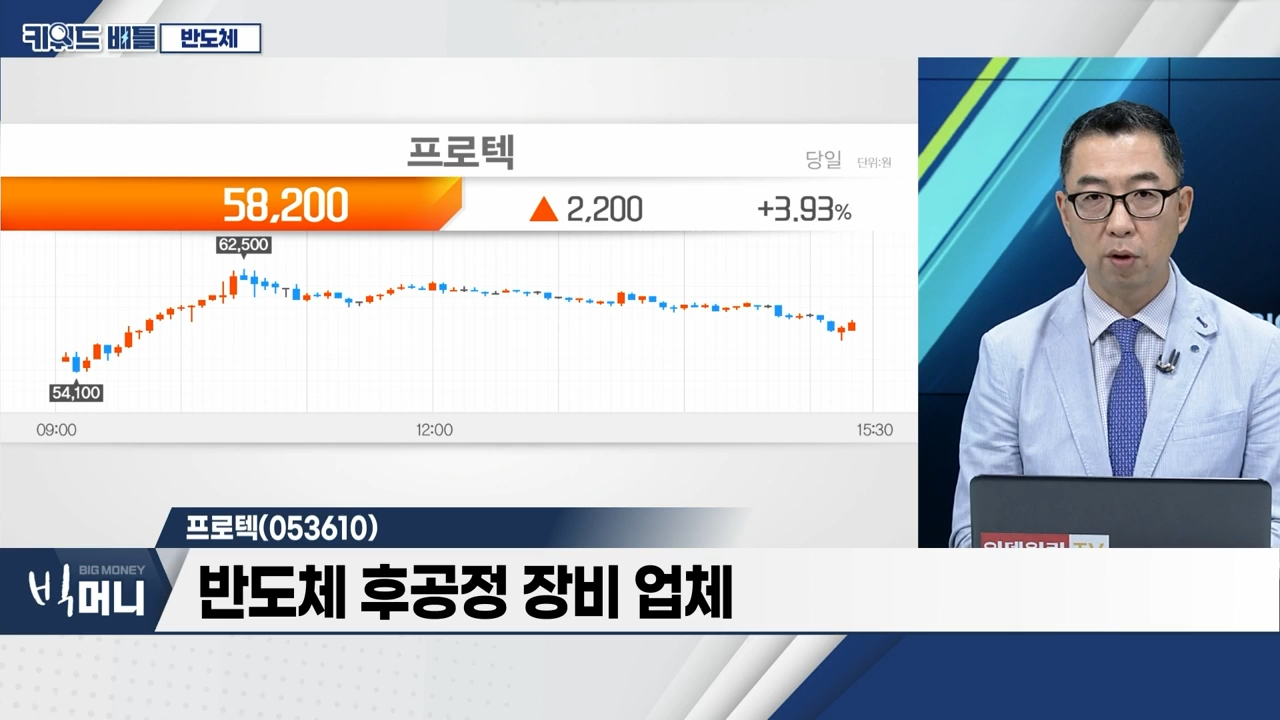 키워드 배틀 반도체
프로텍
당일 단위:원
58,200 ▲ 2,200 +3.93%
62,500
54,100
09:00 12:00 15:30
프로텍(053610)
빅머니 BIG MONEY
반도체 후공정 장비 업체